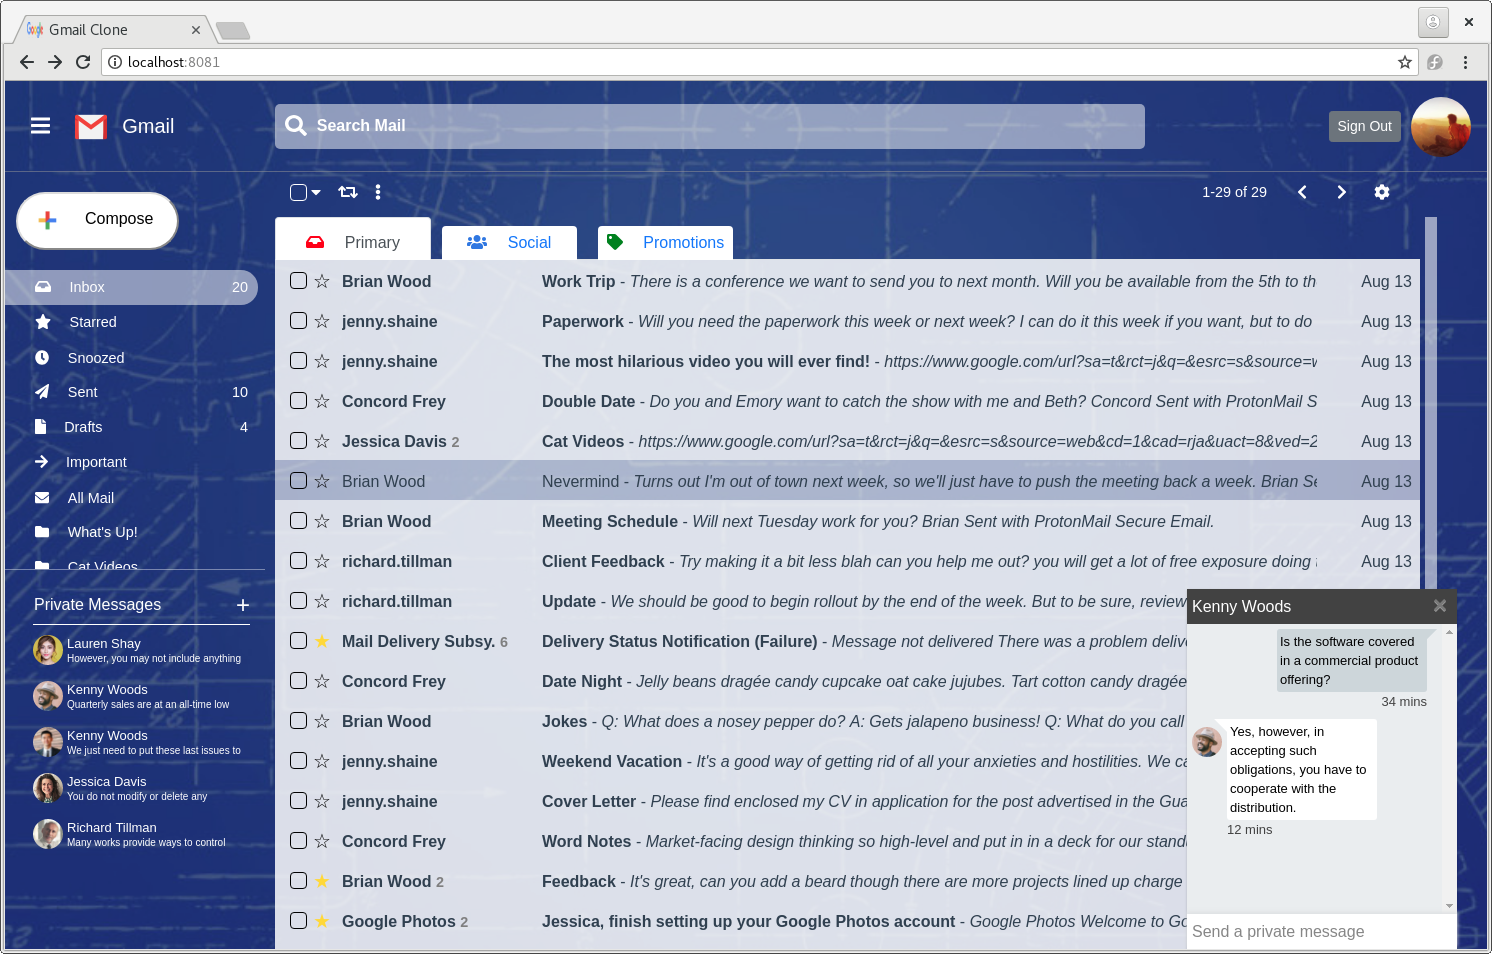 Gmail Clone
localhost:8081
Gmail
Search Mail
Sign Out
Compose
1-29 of 29
Inbox 20
Starred
Snoozed
Sent 10
Drafts 4
Important
All Mail
What's Up!
Cat Videos
Private Messages +
Lauren Shay
However, you may not include anything
Kenny Woods
Quarterly sales are at an all-time low
Kenny Woods
We just need to put these last issues to
Jessica Davis
You do not modify or delete any
Richard Tillman
Many works provide ways to control
Primary Social Promotions
Brian Wood Work Trip - There is a conference we want to send you to next month. Will you be available from the 5th to th Aug 13
jenny.shaine Paperwork - Will you need the paperwork this week or next week? I can do it this week if you want, but to do Aug 13
jenny.shaine The most hilarious video you will ever find! - https://www.google.com/url?sa=t&rct=j&q=&esrc=s&source=w Aug 13
Concord Frey Double Date - Do you and Emory want to catch the show with me and Beth? Concord Sent with ProtonMail S Aug 13
Jessica Davis 2 Cat Videos - https://www.google.com/url?sa=t&rct=j&q=&esrc=s&source=web&cd=1&cad=rja&uact=8&ved=2 Aug 13
Brian Wood Nevermind - Turns out I'm out of town next week, so we'll just have to push the meeting back a week. Brian Se Aug 13
Brian Wood Meeting Schedule - Will next Tuesday work for you? Brian Sent with ProtonMail Secure Email. Aug 13
richard.tillman Client Feedback - Try making it a bit less blah can you help me out? you will get a lot of free exposure doing Aug 13
richard.tillman Update - We should be good to begin rollout by the end of the week. But to be sure, review
Mail Delivery Subsy. 6 Delivery Status Notification (Failure) - Message not delivered There was a problem delive
Concord Frey Date Night - Jelly beans dragée candy cupcake oat cake jujubes. Tart cotton candy dragée
Brian Wood Jokes - Q: What does a nosey pepper do? A: Gets jalapeno business! Q: What do you call
jenny.shaine Weekend Vacation - It's a good way of getting rid of all your anxieties and hostilities. We ca
jenny.shaine Cover Letter - Please find enclosed my CV in application for the post advertised in the Gua
Concord Frey Word Notes - Market-facing design thinking so high-level and put in in a deck for our stand
Brian Wood 2 Feedback - It's great, can you add a beard though there are more projects lined up charge
Google Photos 2 Jessica, finish setting up your Google Photos account - Google Photos Welcome to Go
Kenny Woods
Is the software covered
in a commercial product
offering?
34 mins
Yes, however, in
accepting such
obligations, you have to
cooperate with the
distribution.
12 mins
Send a private message